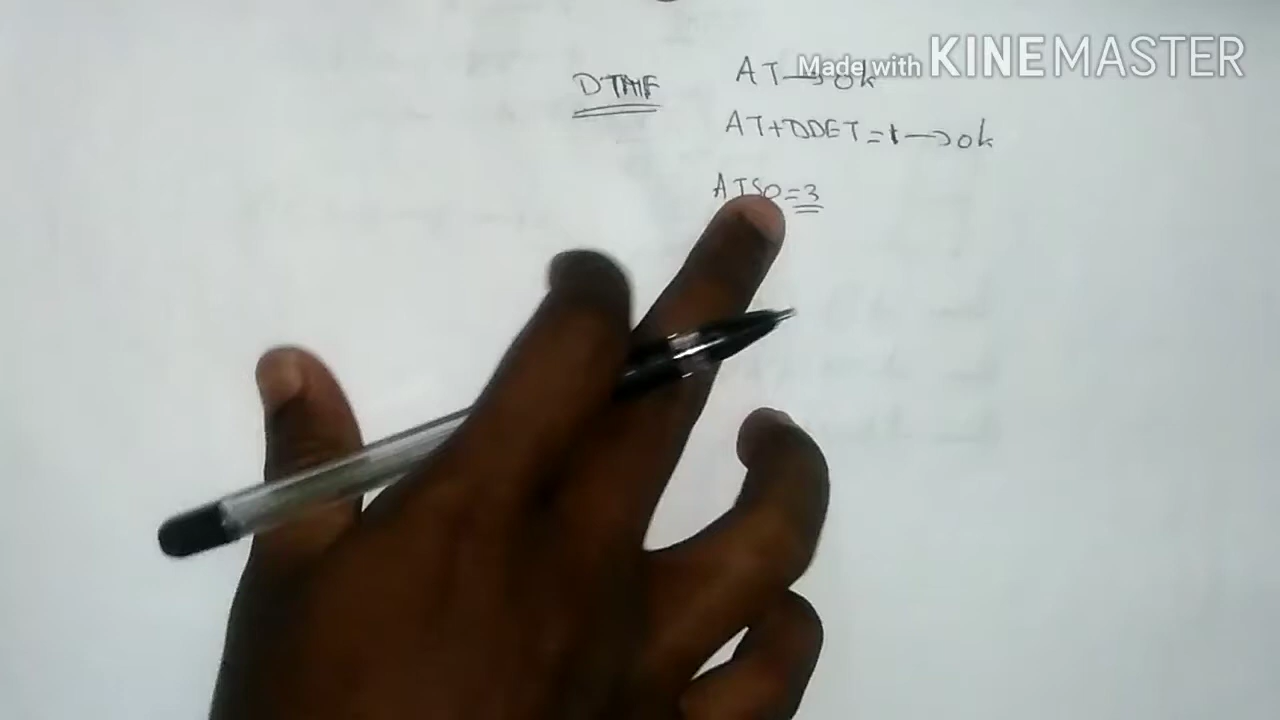 Made with KINEMASTER
DTMF AT → ok
AT+DDET=1 → ok
ATS0=3